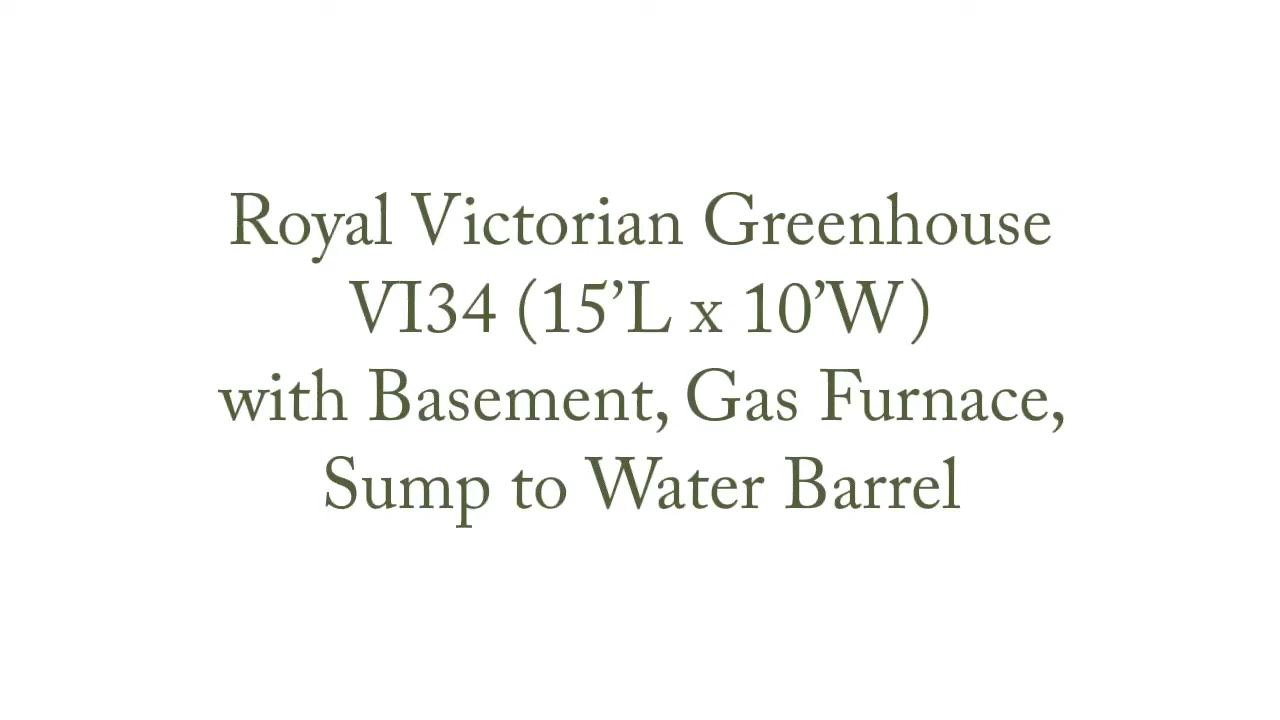 Royal Victorian Greenhouse
VI34 (15’L x 10’W)
with Basement, Gas Furnace,
Sump to Water Barrel